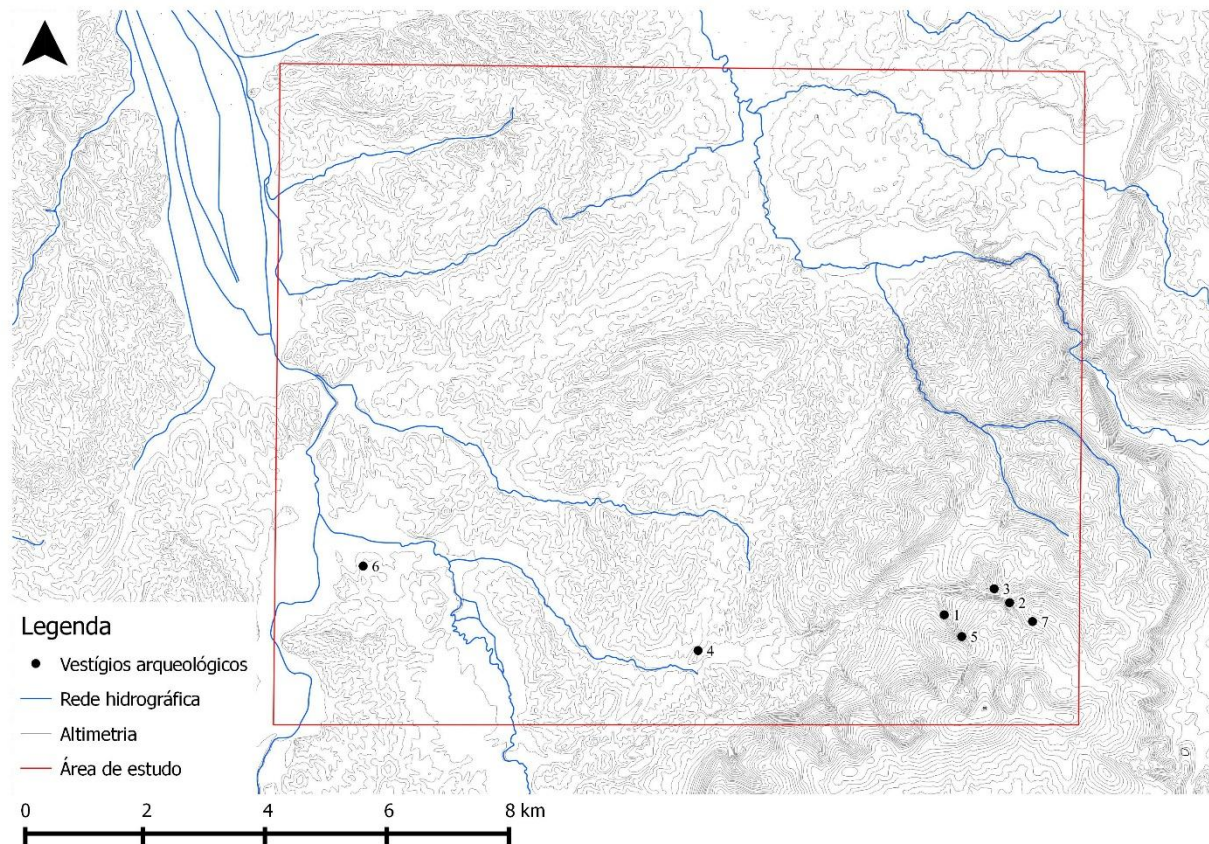 3
2
1
7
5
6
4
Legenda
Vestígios arqueológicos
Rede hidrográfica
Altimetria
Área de estudo
0 2 4 6 8 km